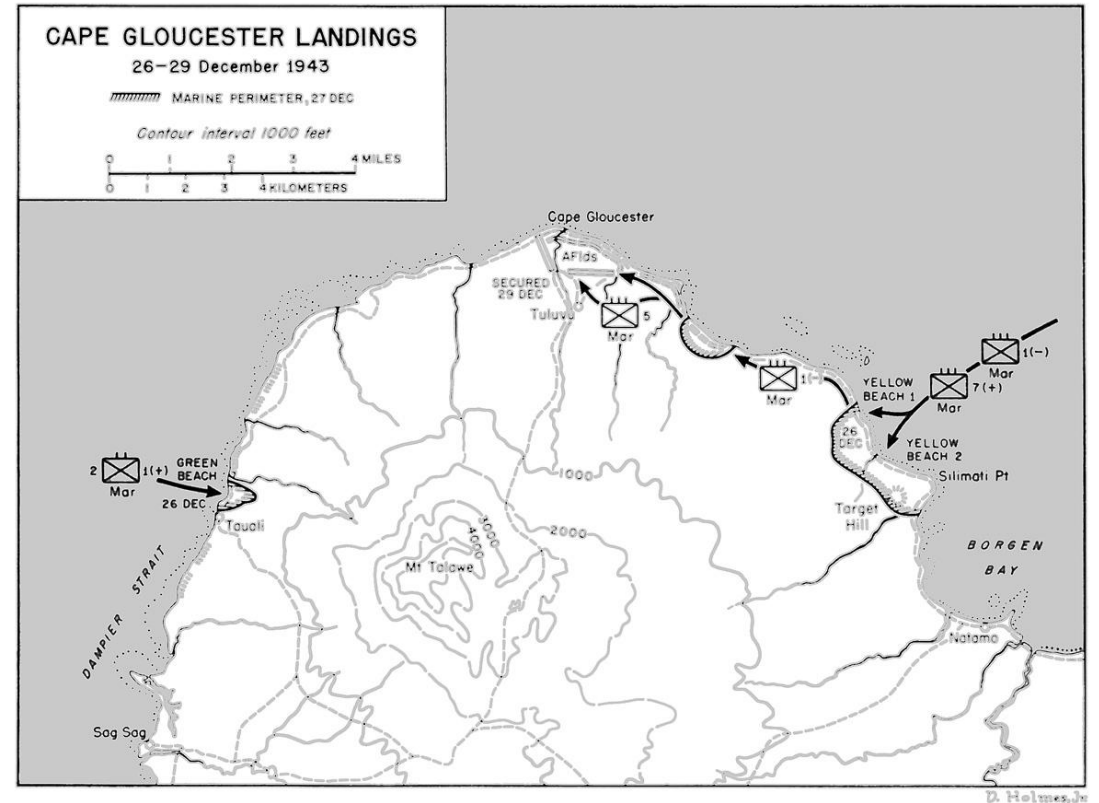 CAPE GLOUCESTER LANDINGS
26-29 December 1943
MARINE PERIMETER, 27 DEC
Contour interval 1000 feet
0 1 2 3 4 MILES
0 1 2 3 4 KILOMETERS
Cape Gloucester
AFlds
SECURED
29 DEC
Tuluvu
5
Mar
1(-)
Mar
1(-)
Mar
7(+)
Mar
YELLOW
BEACH 1
YELLOW
BEACH 2
26
DEC
Silimati Pt
Target
Hill
BORGEN
BAY
Natamo
2
1(+)
Mar
GREEN
BEACH
26 DEC
Tauali
1000
2000
3000
4000
Mt Talawe
DAMPIER STRAIT
Sag Sag
D. Holmes, Jr